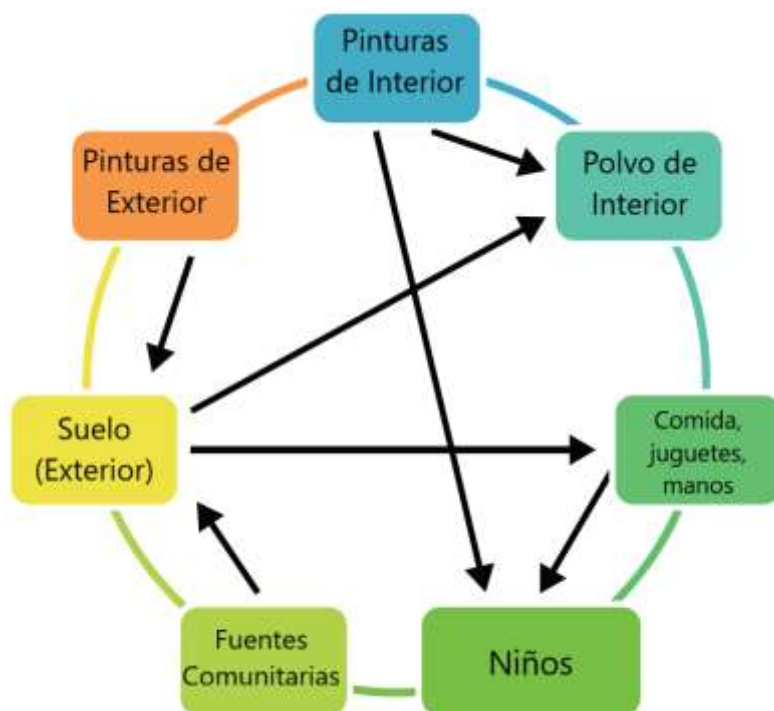 Pinturas
de Interior
Pinturas de
Exterior
Polvo de
Interior
Suelo
(Exterior)
Comida,
juguetes,
manos
Fuentes
Comunitarias
Niños